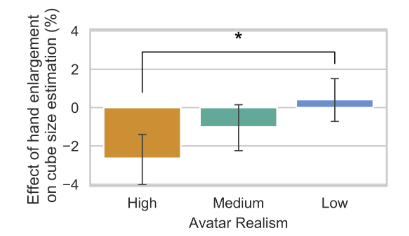 Effect of hand enlargement
on cube size estimation (%)
4
2
0
−2
−4
*
High Medium Low
Avatar Realism